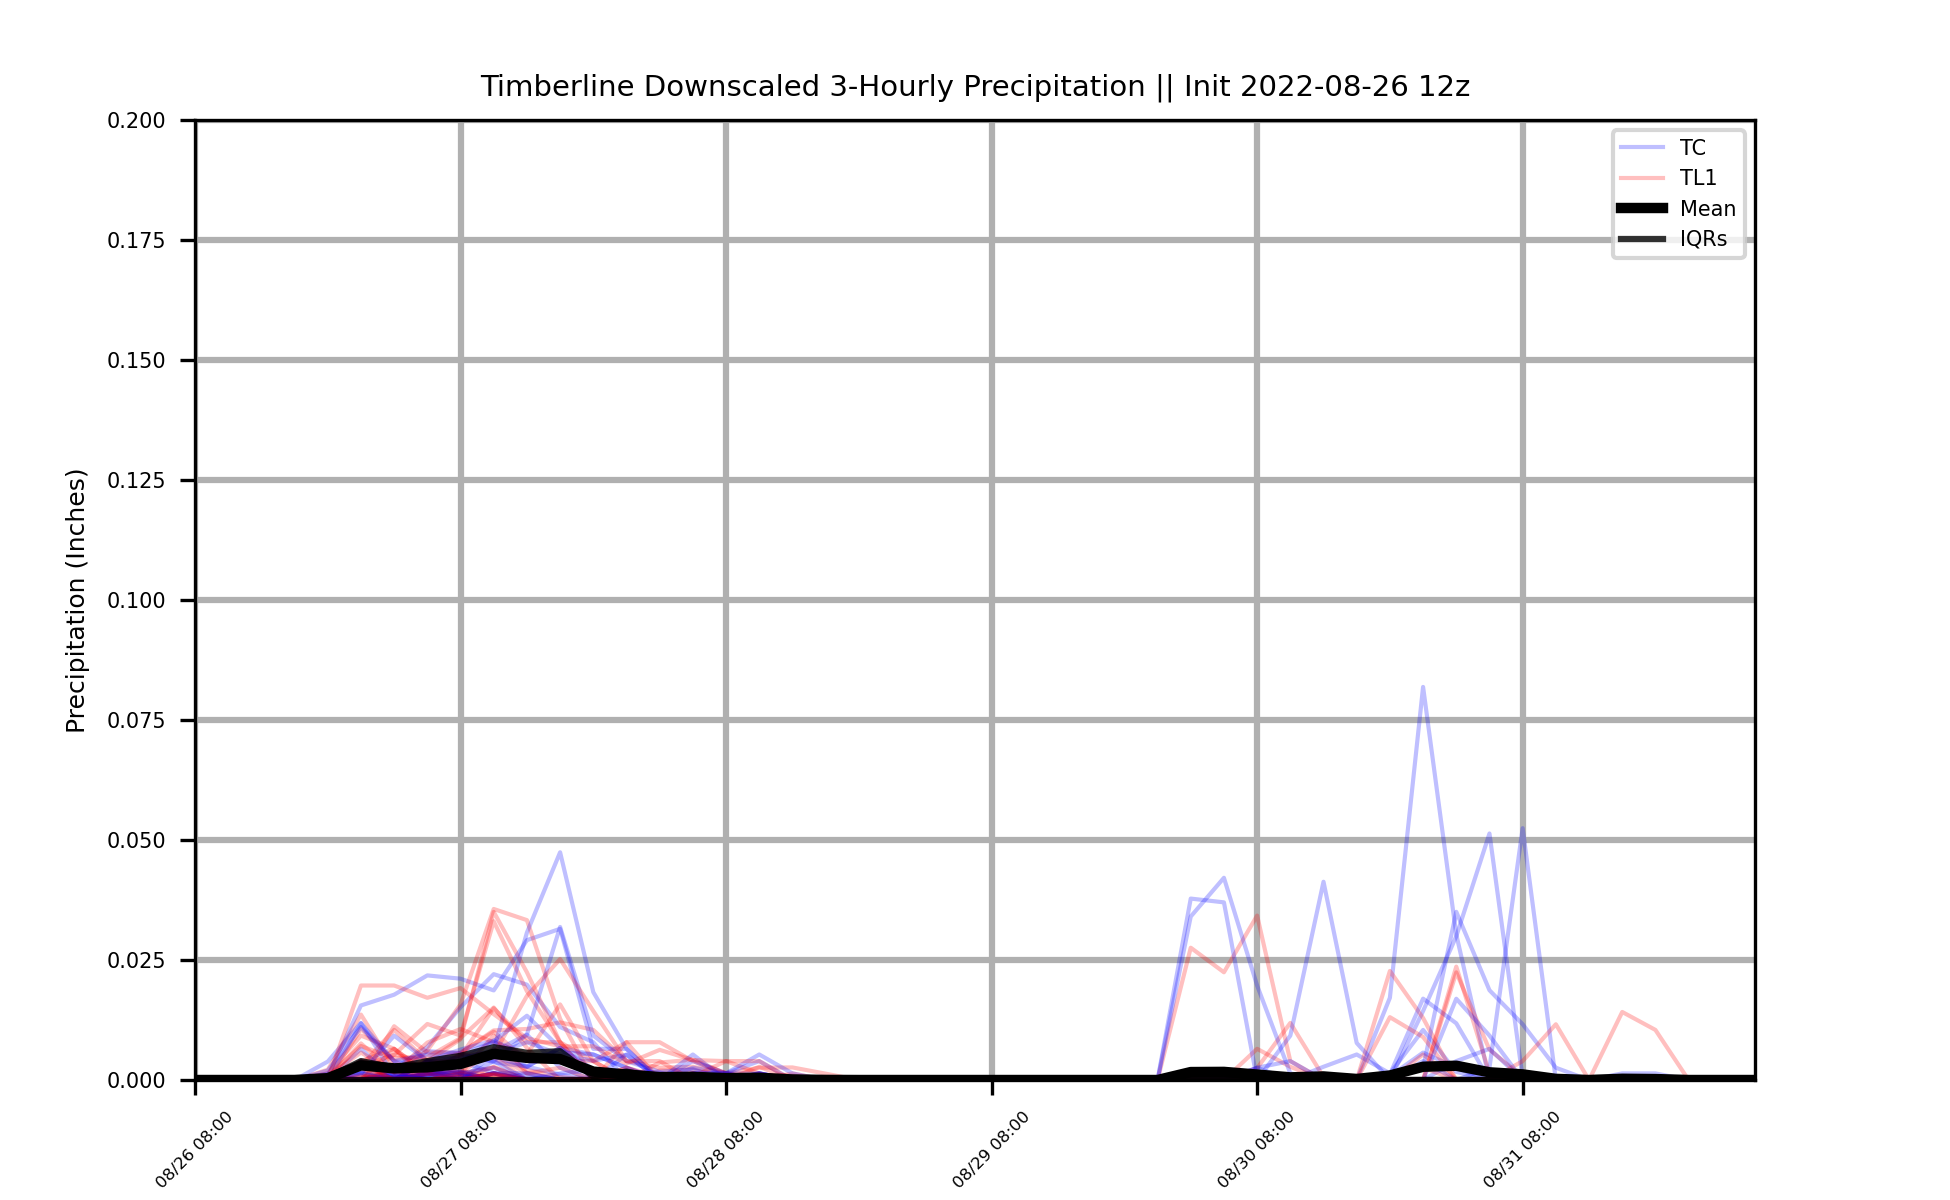 Timberline Downscaled 3-Hourly Precipitation || Init 2022-08-26 12z
TC
TL1
Mean
IQRs
Precipitation (Inches)
0.200
0.175
0.150
0.125
0.100
0.075
0.050
0.025
0.000
08/26 08:00
08/27 08:00
08/28 08:00
08/29 08:00
08/30 08:00
08/31 08:00